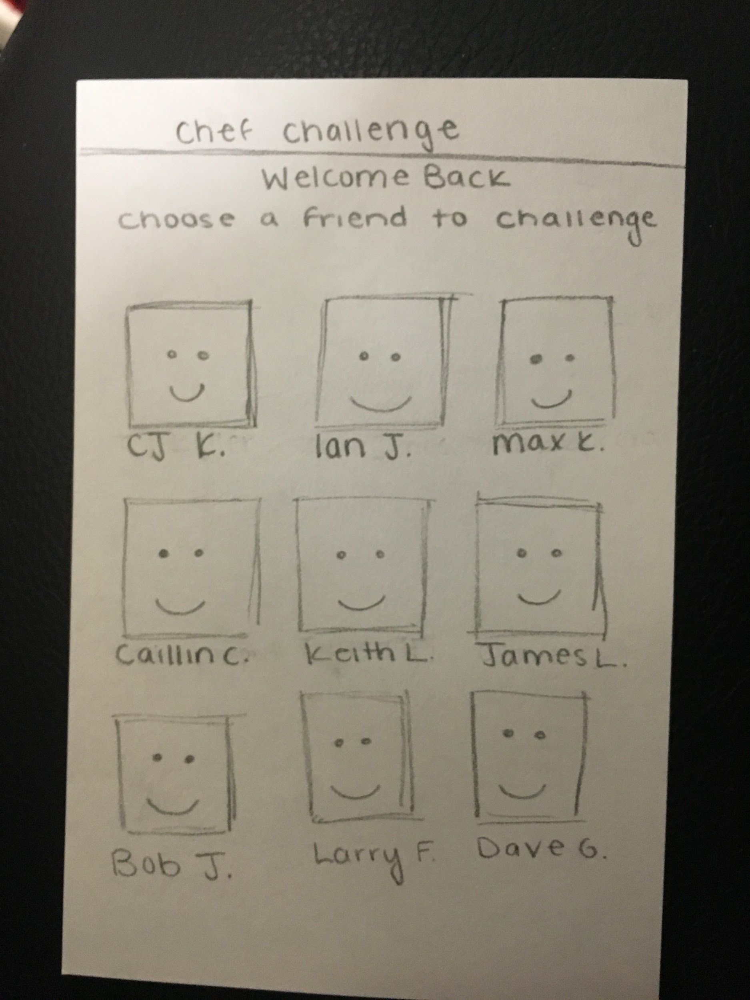 Chef challenge
Welcome Back
choose a friend to challenge
CJ K. Ian J. max K.
Caillin C. Keith L. James L.
Bob J. Larry F. Dave G.